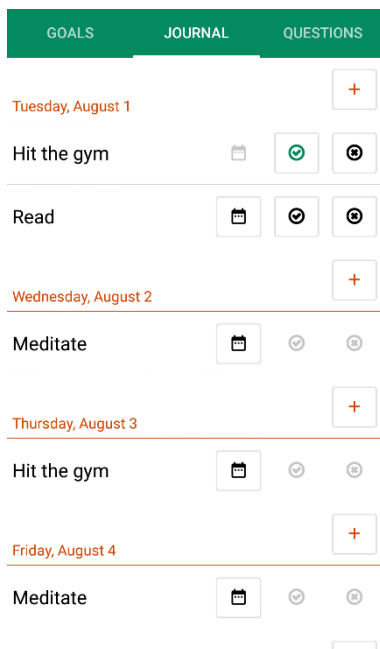 GOALS JOURNAL QUESTIONS
Tuesday, August 1
Hit the gym
Read
Wednesday, August 2
Meditate
Thursday, August 3
Hit the gym
Friday, August 4
Meditate